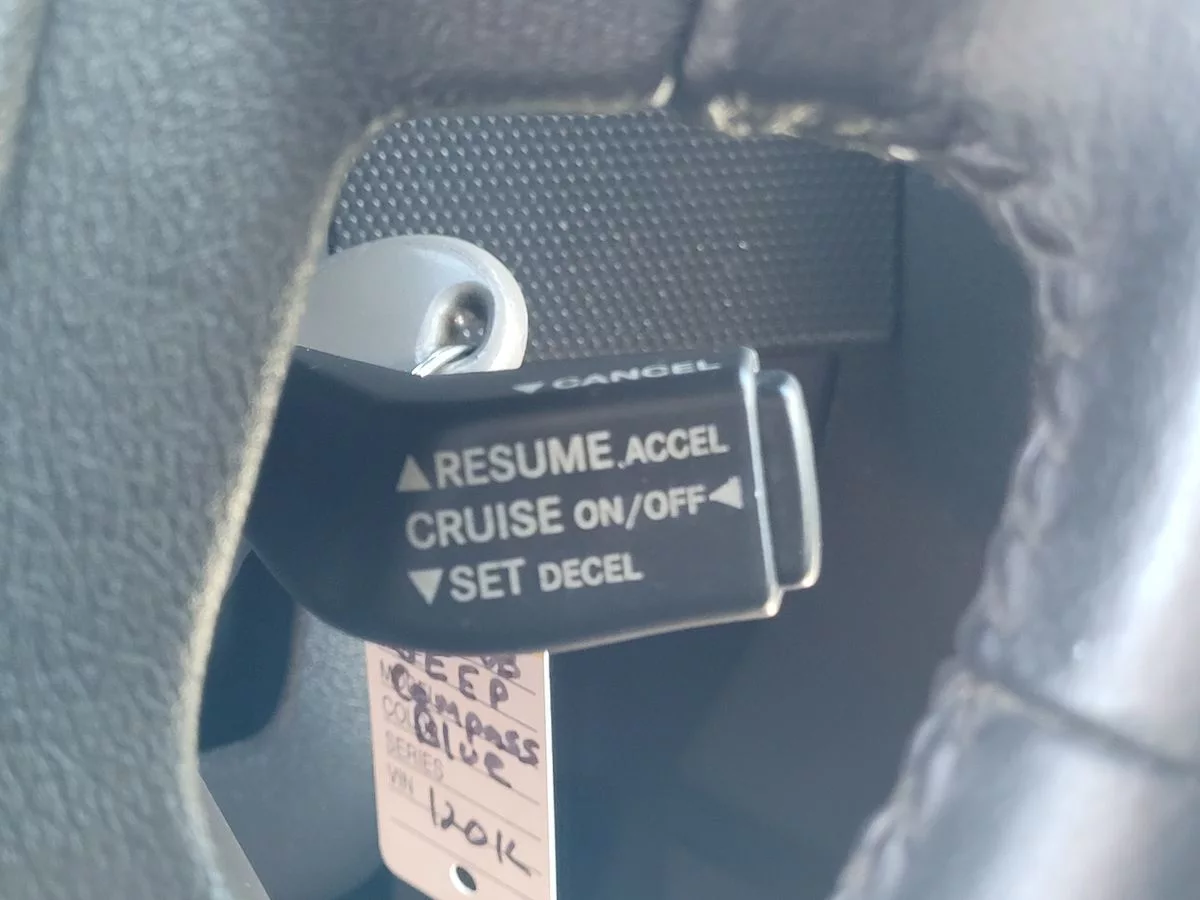 ▼CANCEL
▲RESUME ACCEL
CRUISE ON/OFF◀
▼SET DECEL
JEEP
Compass
Blue
SERIES
VIN 120K